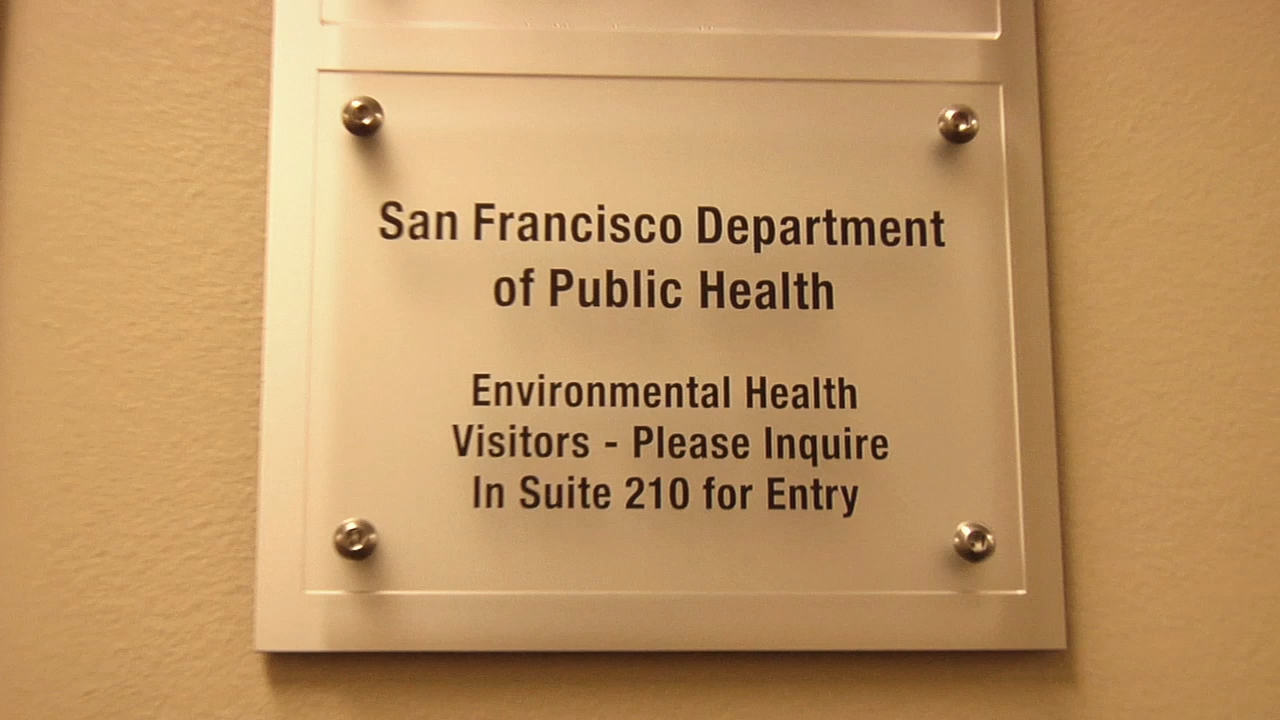 San Francisco Department
of Public Health
Environmental Health
Visitors - Please Inquire
In Suite 210 for Entry